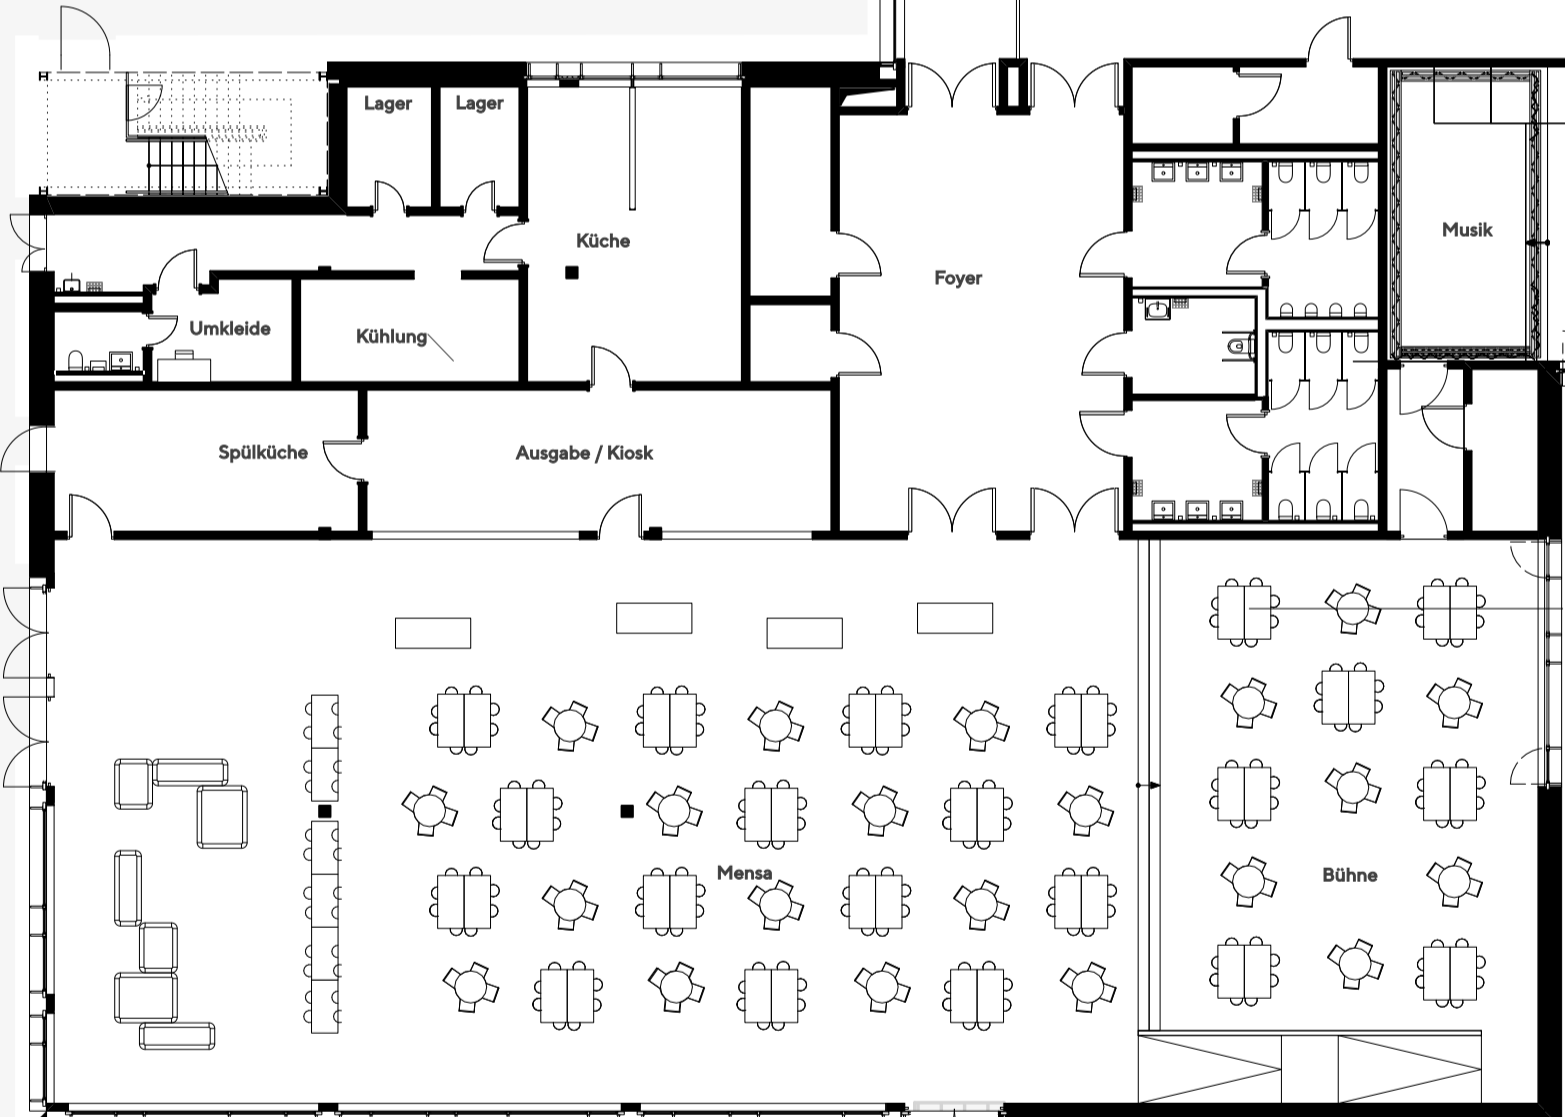 Lager
Lager
Küche
Musik
Foyer
Umkleide
Kühlung
Spülküche
Ausgabe / Kiosk
Mensa
Bühne